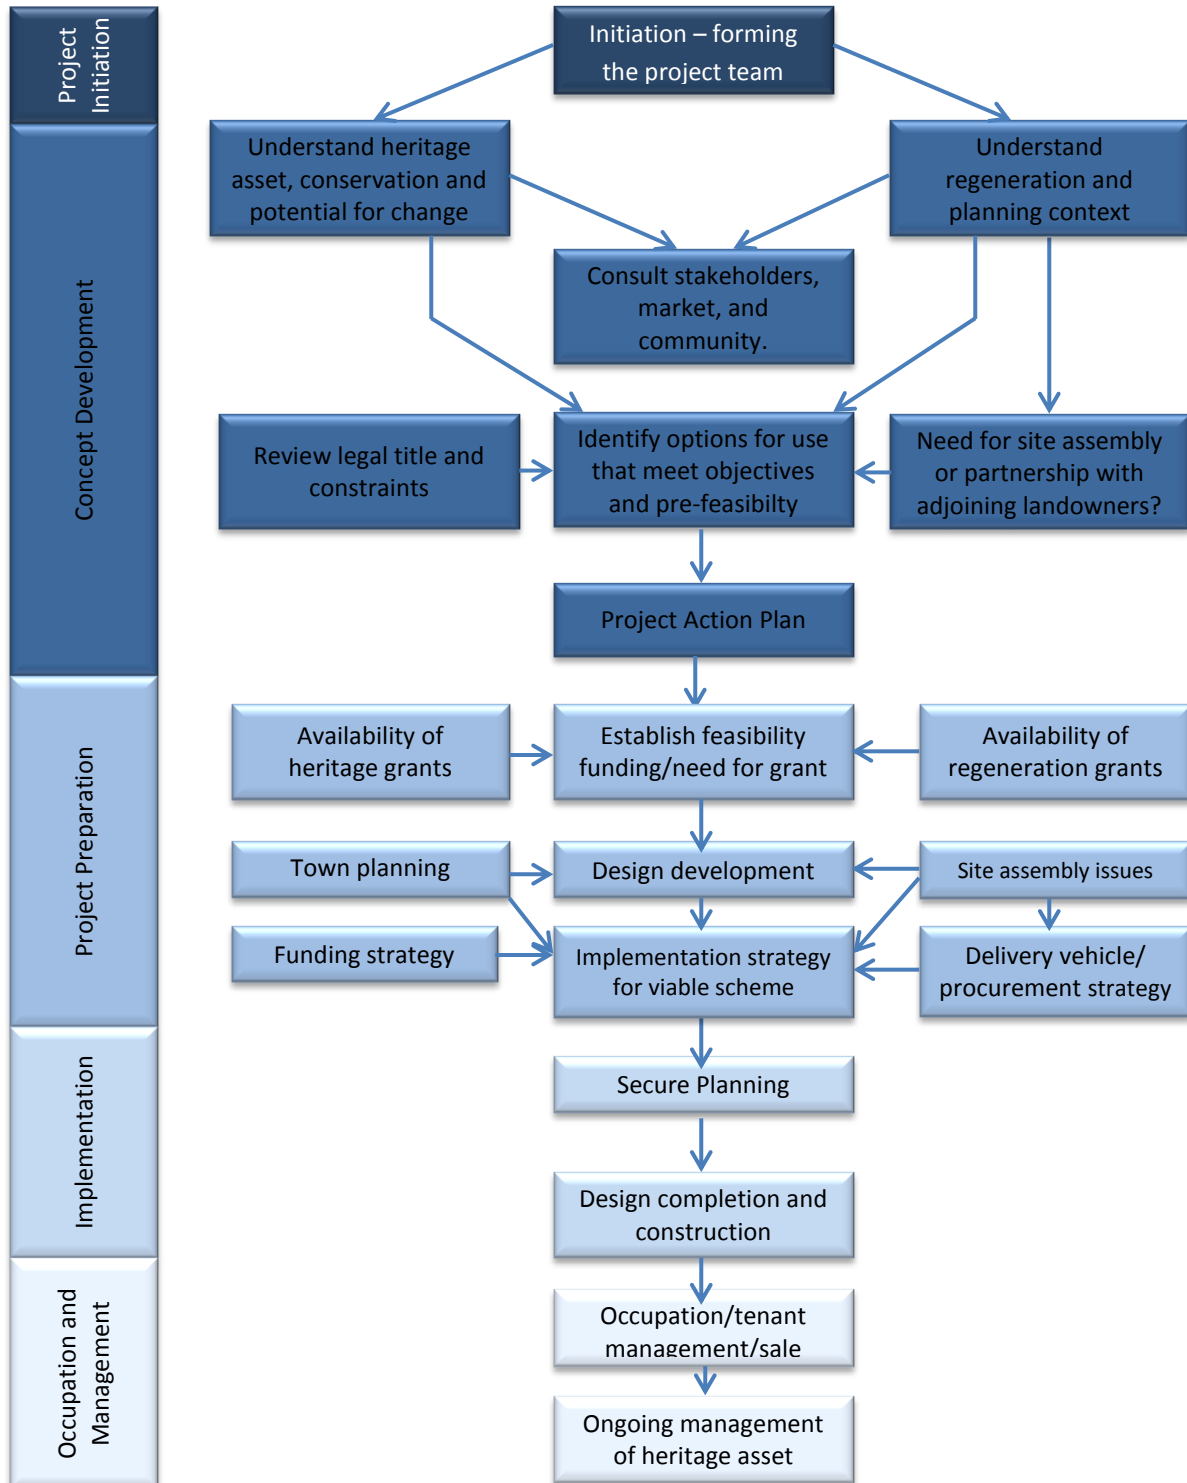 Project
Initiation
Initiation – forming
the project team
Concept Development
Understand heritage
asset, conservation and
potential for change
Understand
regeneration and
planning context
Consult stakeholders,
market, and
community.
Review legal title and
constraints
Identify options for use
that meet objectives
and pre-feasibilty
Need for site assembly
or partnership with
adjoining landowners?
Project Action Plan
Project Preparation
Availability of
heritage grants
Establish feasibility
funding/need for grant
Availability of
regeneration grants
Town planning
Design development
Site assembly issues
Funding strategy
Implementation strategy
for viable scheme
Delivery vehicle/
procurement strategy
Implementation
Secure Planning
Design completion and
construction
Occupation and
Management
Occupation/tenant
management/sale
Ongoing management
of heritage asset